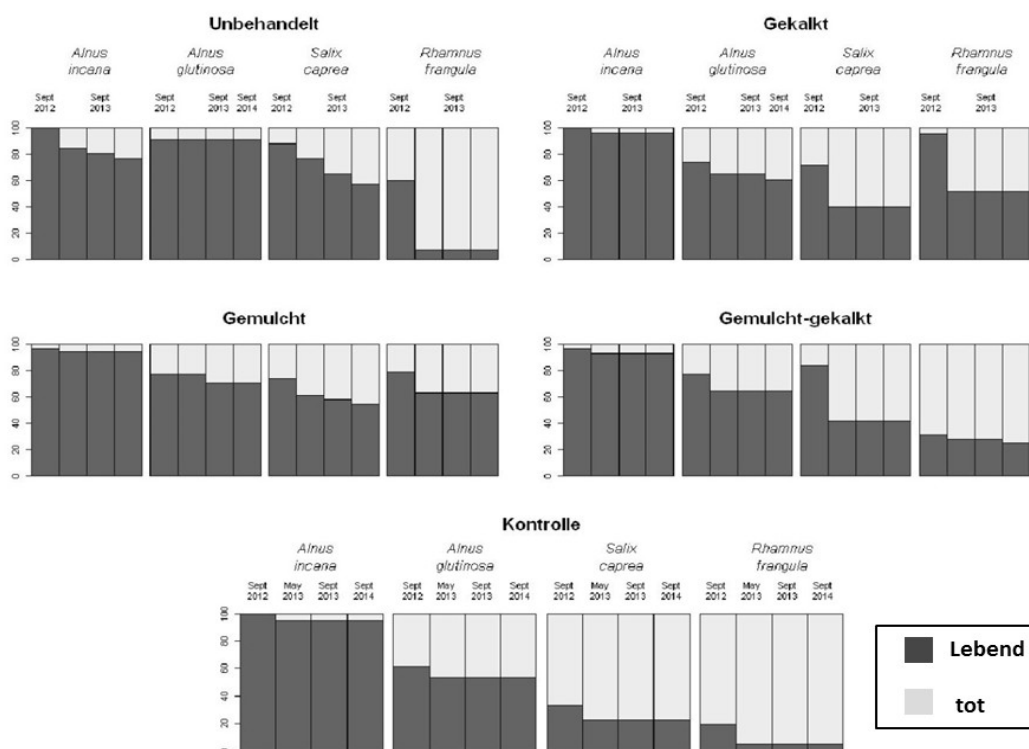 Unbehandelt
Alnus incana
Alnus glutinosa
Salix caprea
Rhamnus frangula
Sept 2012
Sept 2013
Sept 2012
Sept 2013
Sept 2014
Sept 2012
Sept 2013
Sept 2012
Sept 2013
0 20 40 60 80 100
Gekalkt
Alnus incana
Alnus glutinosa
Salix caprea
Rhamnus frangula
Sept 2012
Sept 2013
Sept 2012
Sept 2013
Sept 2014
Sept 2012
Sept 2013
Sept 2012
Sept 2013
0 20 40 60 80 100
Gemulcht
0 20 40 60 80 100
Gemulcht-gekalkt
0 20 40 60 80 100
Kontrolle
Alnus incana
Alnus glutinosa
Salix caprea
Rhamnus frangula
Sept 2012
May 2013
Sept 2013
Sept 2014
Sept 2012
May 2013
Sept 2013
Sept 2014
Sept 2012
May 2013
Sept 2013
Sept 2014
Sept 2012
May 2013
Sept 2013
Sept 2014
20 40 60 80 100
Lebend
tot